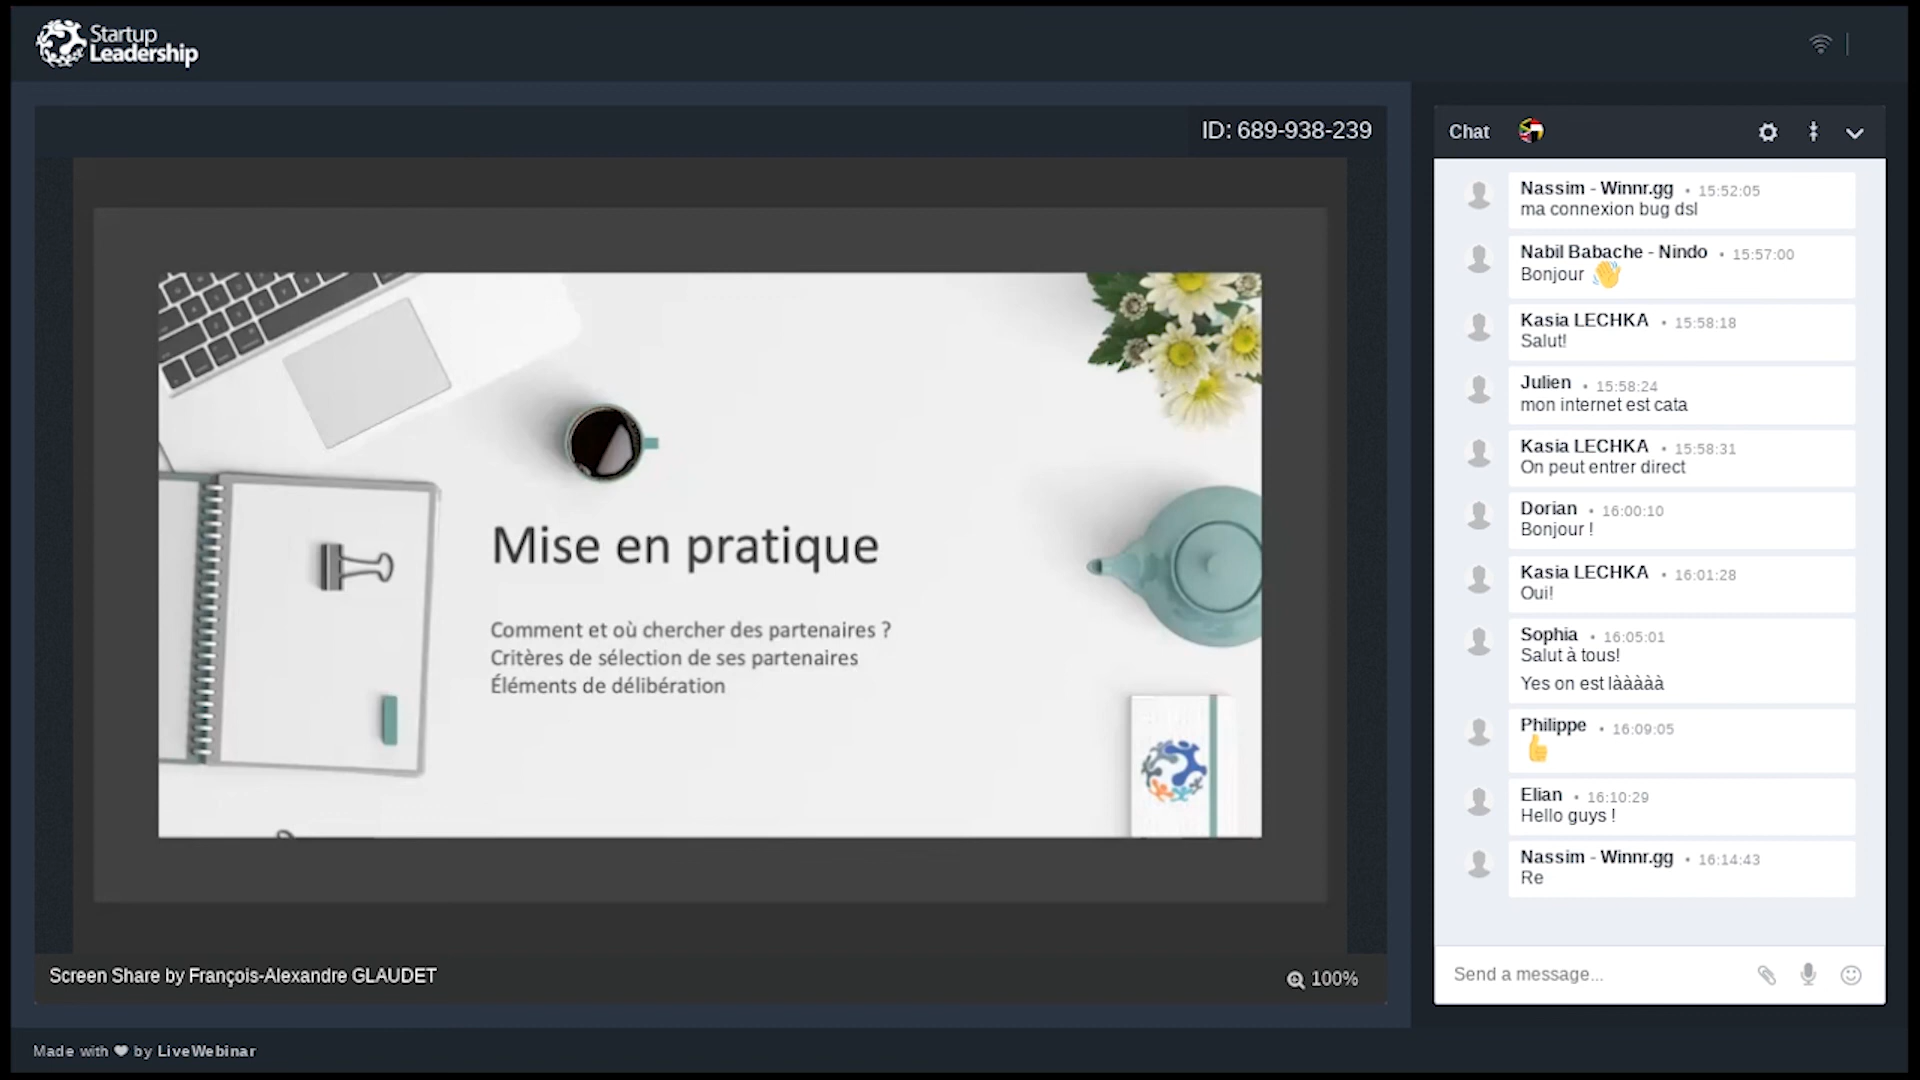 Startup
Leadership
ID: 689-938-239
Mise en pratique
Comment et où chercher des partenaires ?
Critères de sélection de ses partenaires
Éléments de délibération
Screen Share by François-Alexandre GLAUDET
100%
Made with ❤ by LiveWebinar
Chat
Nassim - Winnr.gg • 15:52:05
ma connexion bug dsl
Nabil Babache - Nindo • 15:57:00
Bonjour 👋
Kasia LECHKA • 15:58:18
Salut!
Julien • 15:58:24
mon internet est cata
Kasia LECHKA • 15:58:31
On peut entrer direct
Dorian • 16:00:10
Bonjour !
Kasia LECHKA • 16:01:28
Oui!
Sophia • 16:05:01
Salut à tous!
Yes on est lààààà
Philippe • 16:09:05
👍
Elian • 16:10:29
Hello guys !
Nassim - Winnr.gg • 16:14:43
Re
Send a message...